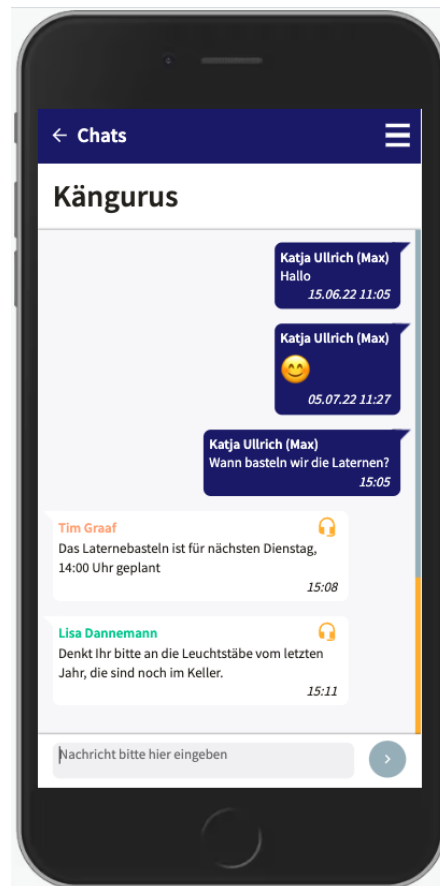 ← Chats
Kängurus
Katja Ullrich (Max)
Hallo
15.06.22 11:05
Katja Ullrich (Max)
😊
05.07.22 11:27
Katja Ullrich (Max)
Wann basteln wir die Laternen?
15:05
Tim Graaf
Das Laternebasteln ist für nächsten Dienstag,
14:00 Uhr geplant
15:08
Lisa Dannemann
Denkt Ihr bitte an die Leuchtstäbe vom letzten
Jahr, die sind noch im Keller.
15:11
Nachricht bitte hier eingeben